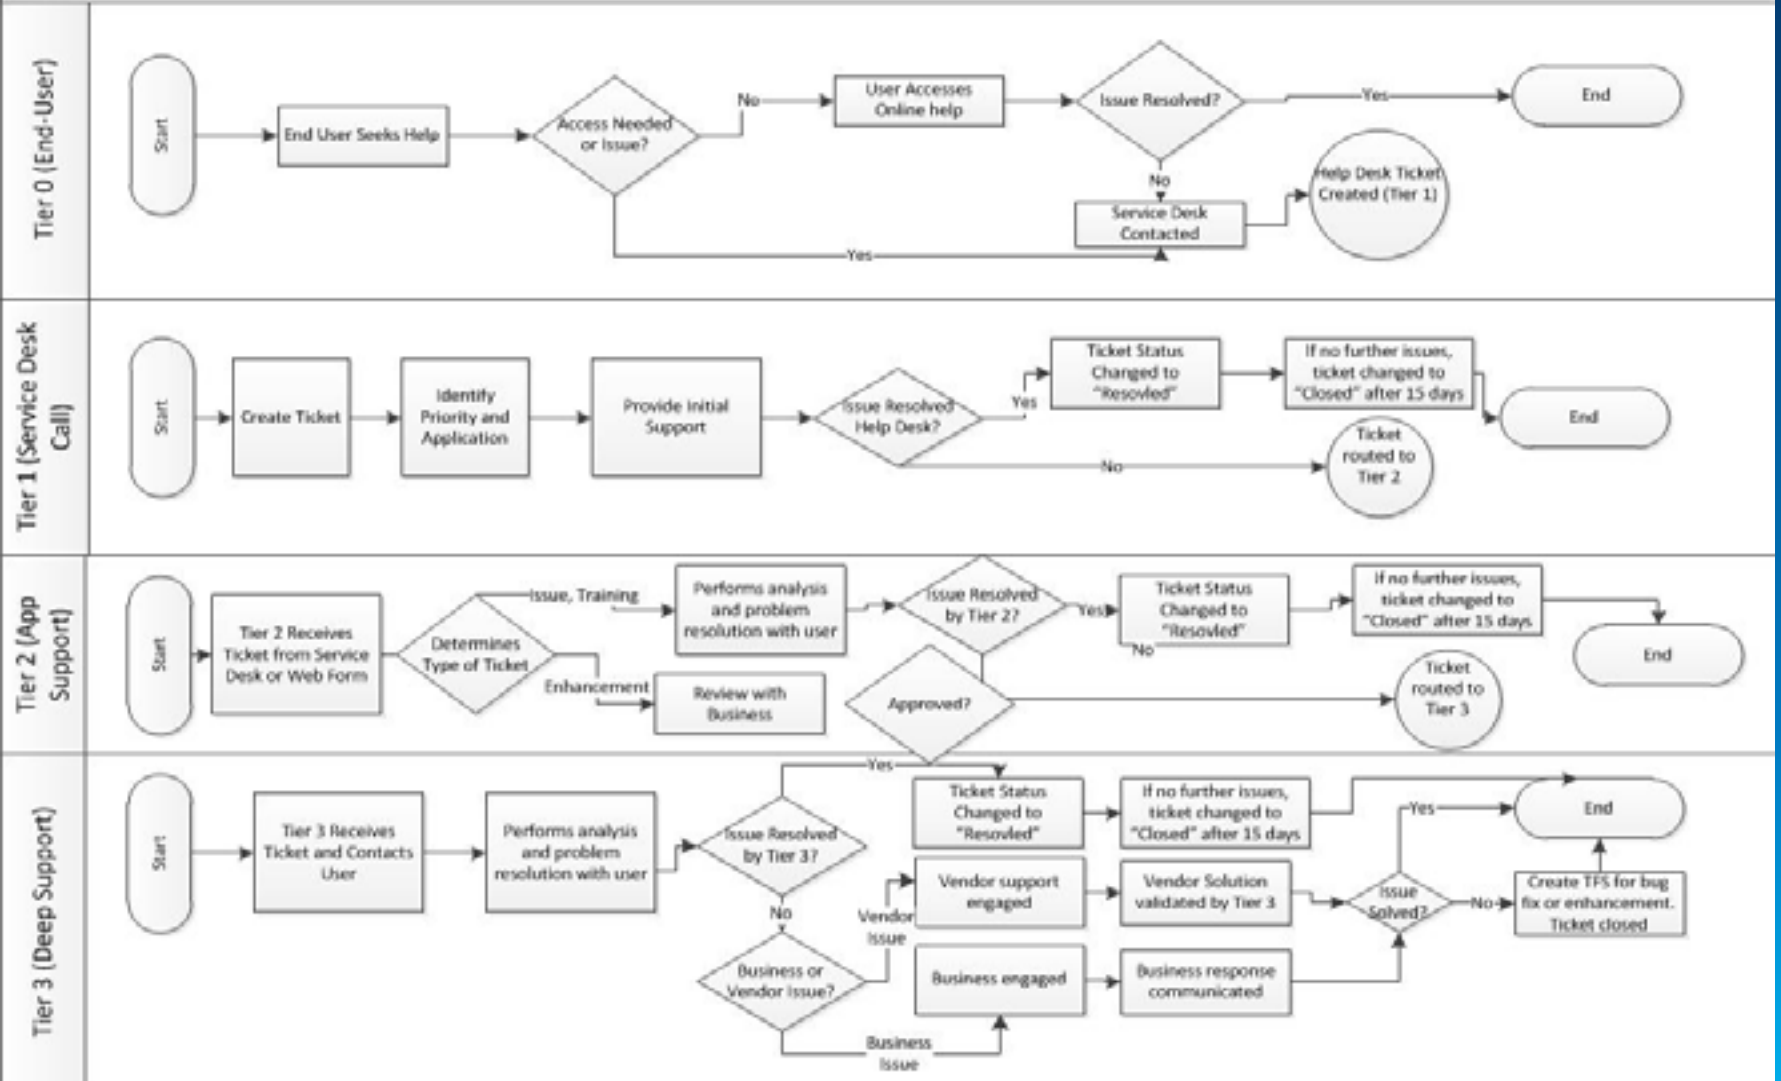 Tier 0 (End-User)
Start
End User Seeks Help
Access Needed
or Issue?
No
User Accesses
Online help
Issue Resolved?
Yes
End
No
Service Desk
Contacted
Help Desk Ticket
Created (Tier 1)
Yes
Tier 1 (Service Desk
Call)
Start
Create Ticket
Identify
Priority and
Application
Provide Initial
Support
Issue Resolved
Help Desk?
Yes
Ticket Status
Changed to
“Resovled”
If no further issues,
ticket changed to
“Closed” after 15 days
End
No
Ticket
routed to
Tier 2
Tier 2 (App
Support)
Start
Tier 2 Receives
Ticket from Service
Desk or Web Form
Determines
Type of Ticket
Issue, Training
Performs analysis
and problem
resolution with user
Issue Resolved
by Tier 2?
Yes
Ticket Status
Changed to
“Resovled”
If no further issues,
ticket changed to
“Closed” after 15 days
End
No
Enhancement
Review with
Business
Approved?
Ticket
routed to
Tier 3
Tier 3 (Deep Support)
Start
Tier 3 Receives
Ticket and Contacts
User
Performs analysis
and problem
resolution with user
Issue Resolved
by Tier 3?
Yes
Ticket Status
Changed to
“Resovled”
If no further issues,
ticket changed to
“Closed” after 15 days
Yes
End
No
Vendor
Issue
Vendor support
engaged
Vendor Solution
validated by Tier 3
Issue
Solved?
No
Create TFS for bug
fix or enhancement.
Ticket closed
Business or
Vendor Issue?
Business engaged
Business response
communicated
Business
Issue